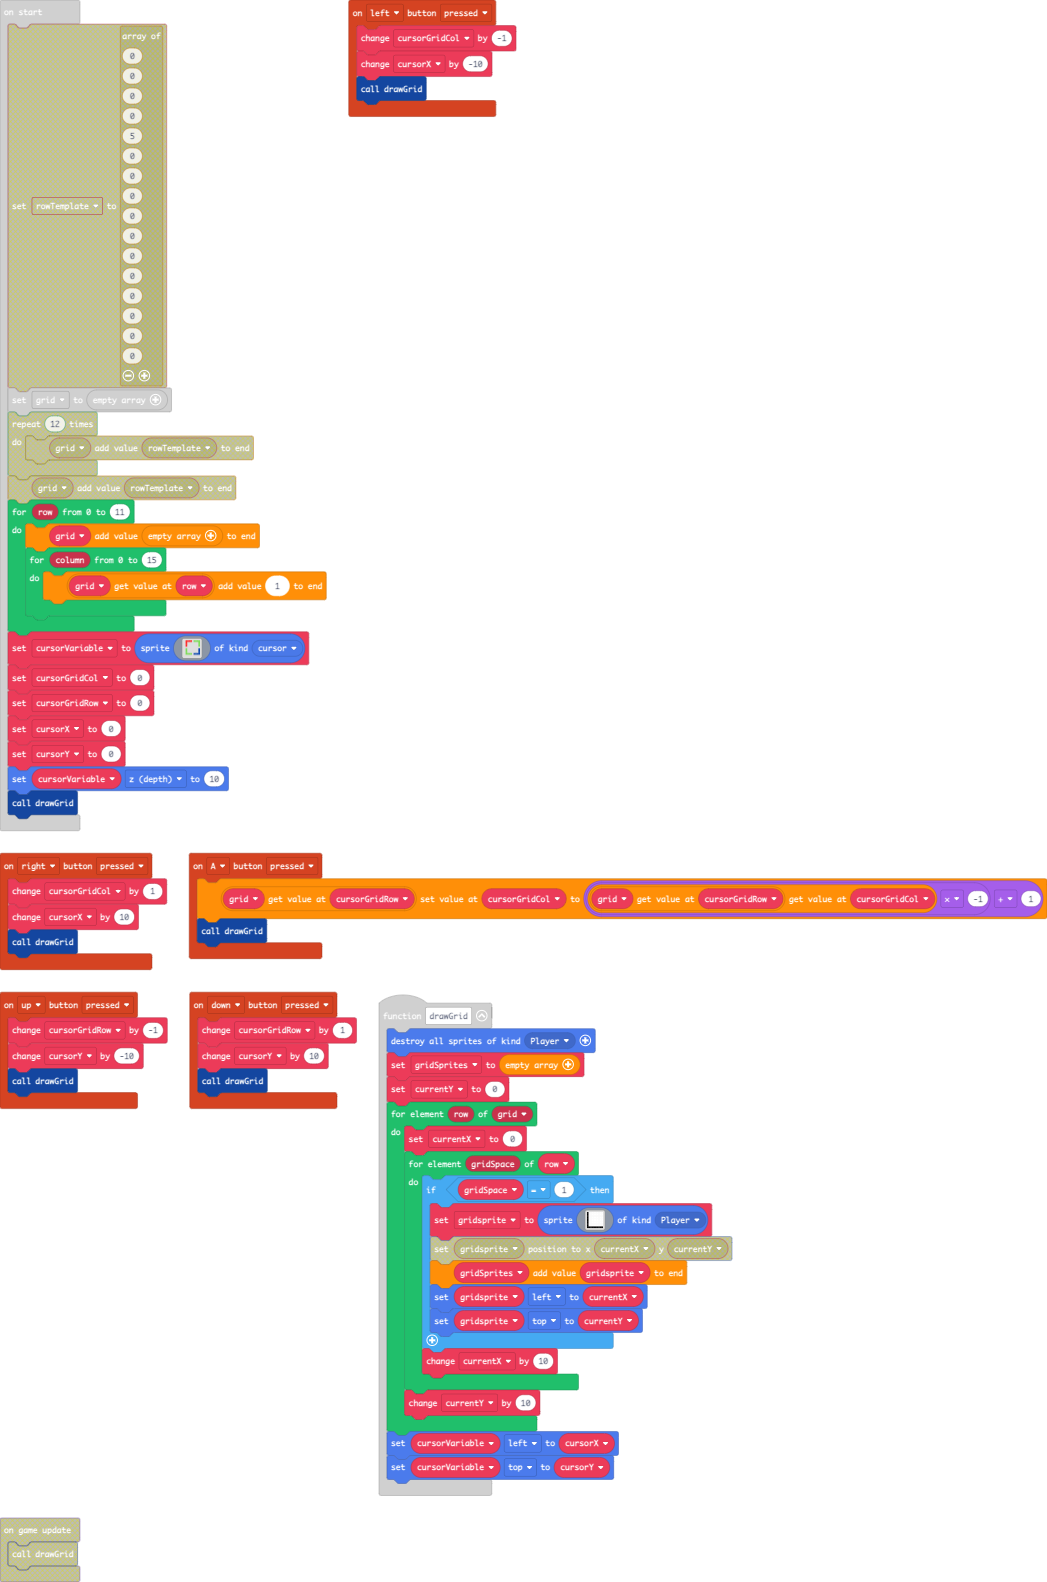 on start
array of
0
0
0
0
5
0
0
0
set rowTemplate to
0
0
0
0
0
0
0
0
set grid to empty array
repeat 12 times
do
grid add value rowTemplate to end
grid add value rowTemplate to end
for row from 0 to 11
do
grid add value empty array to end
for column from 0 to 15
do
grid get value at row add value 1 to end
set cursorVariable to sprite of kind cursor
set cursorGridCol to 0
set cursorGridRow to 0
set cursorX to 0
set cursorY to 0
set cursorVariable z (depth) to 10
call drawGrid
on left button pressed
change cursorGridCol by -1
change cursorX by -10
call drawGrid
on right button pressed
change cursorGridCol by 1
change cursorX by 10
call drawGrid
on A button pressed
grid get value at cursorGridRow set value at cursorGridCol to grid get value at cursorGridRow get value at cursorGridCol × -1 + 1
call drawGrid
on up button pressed
change cursorGridRow by -1
change cursorY by -10
call drawGrid
on down button pressed
change cursorGridRow by 1
change cursorY by 10
call drawGrid
function drawGrid
destroy all sprites of kind Player
set gridSprites to empty array
set currentY to 0
for element row of grid
do
set currentX to 0
for element gridSpace of row
do
if gridSpace = 1 then
set gridsprite to sprite of kind Player
set gridsprite position to x currentX y currentY
gridSprites add value gridsprite to end
set gridsprite left to currentX
set gridsprite top to currentY
change currentX by 10
change currentY by 10
set cursorVariable left to cursorX
set cursorVariable top to cursorY
on game update
call drawGrid